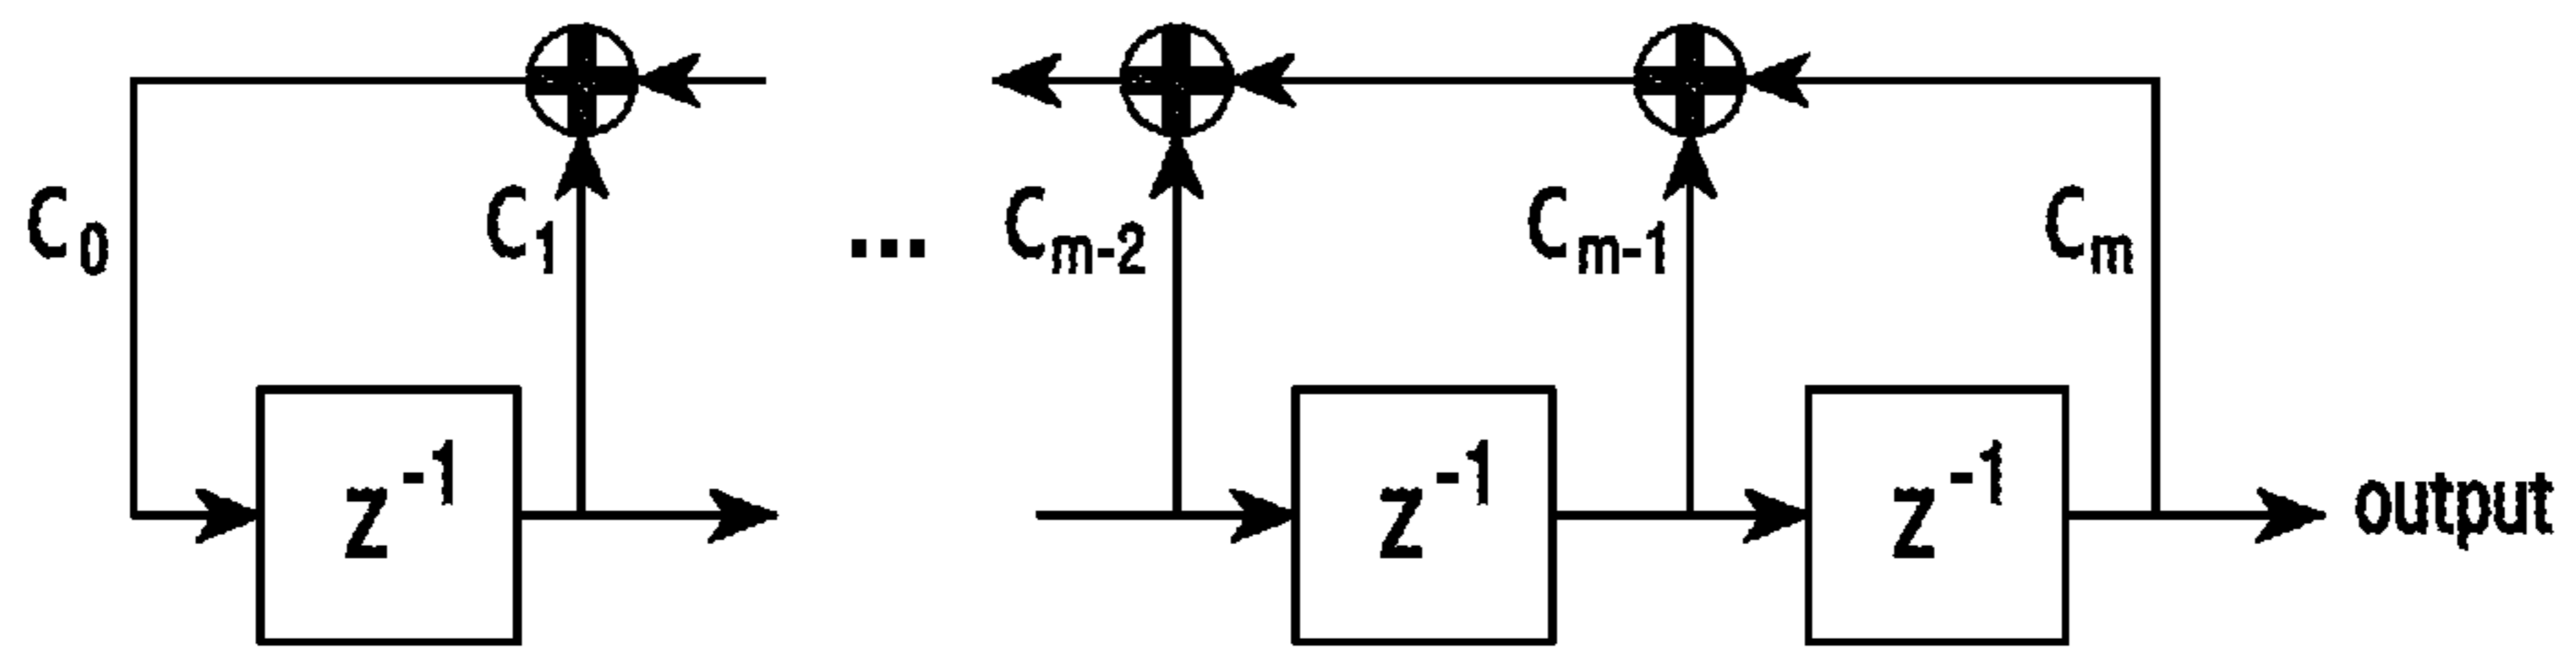 C₀ C₁ ... Cₘ₋₂ Cₘ₋₁ Cₘ
z⁻¹ z⁻¹ z⁻¹ output